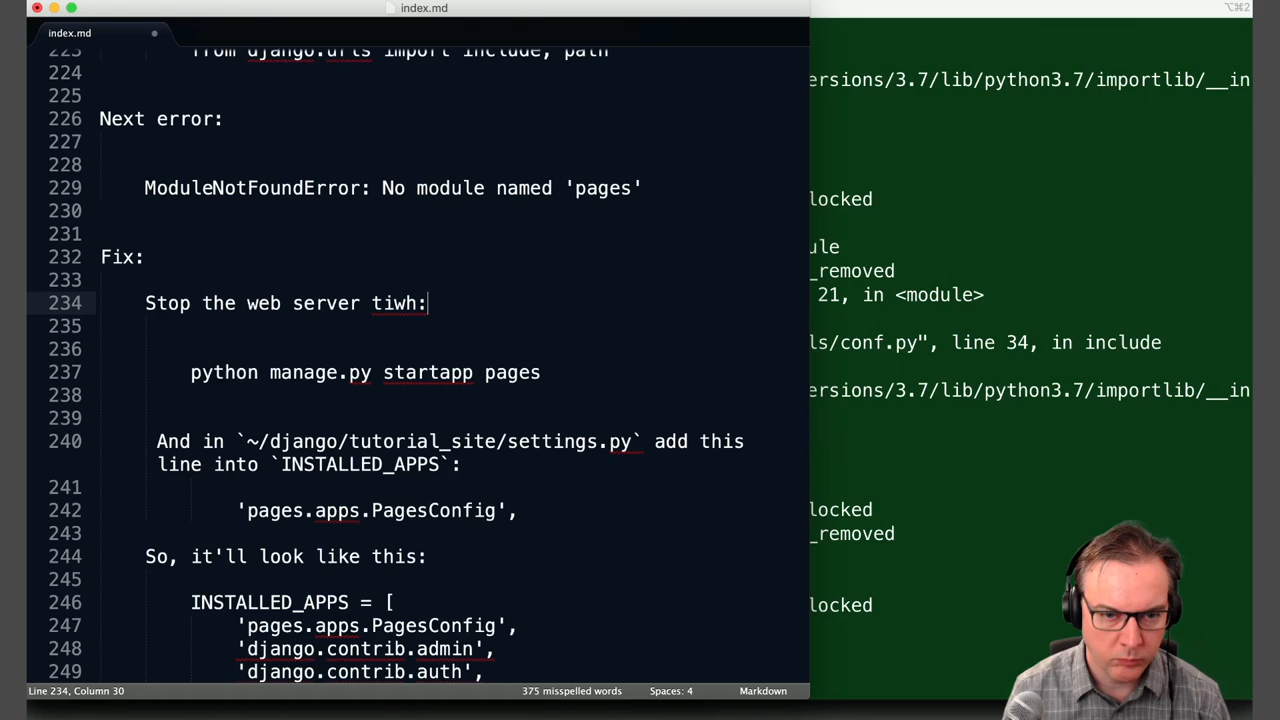 index.md
⌥⌘2
index.md
223 from django.urls import include, path
224
225
226 Next error:
227
228
229 ModuleNotFoundError: No module named 'pages'
230
231
232 Fix:
233
234 Stop the web server tiwh:
235
236
237 python manage.py startapp pages
238
239
240 And in `~/django/tutorial_site/settings.py` add this
line into `INSTALLED_APPS`:
241
242 'pages.apps.PagesConfig',
243
244 So, it'll look like this:
245
246 INSTALLED_APPS = [
247 'pages.apps.PagesConfig',
248 'django.contrib.admin',
249 'django.contrib.auth',
Line 234, Column 30
375 misspelled words
Spaces: 4
Markdown
ersions/3.7/lib/python3.7/importlib/__in
locked
ule
_removed
21, in <module>
ls/conf.py", line 34, in include
ersions/3.7/lib/python3.7/importlib/__in
locked
_removed
locked